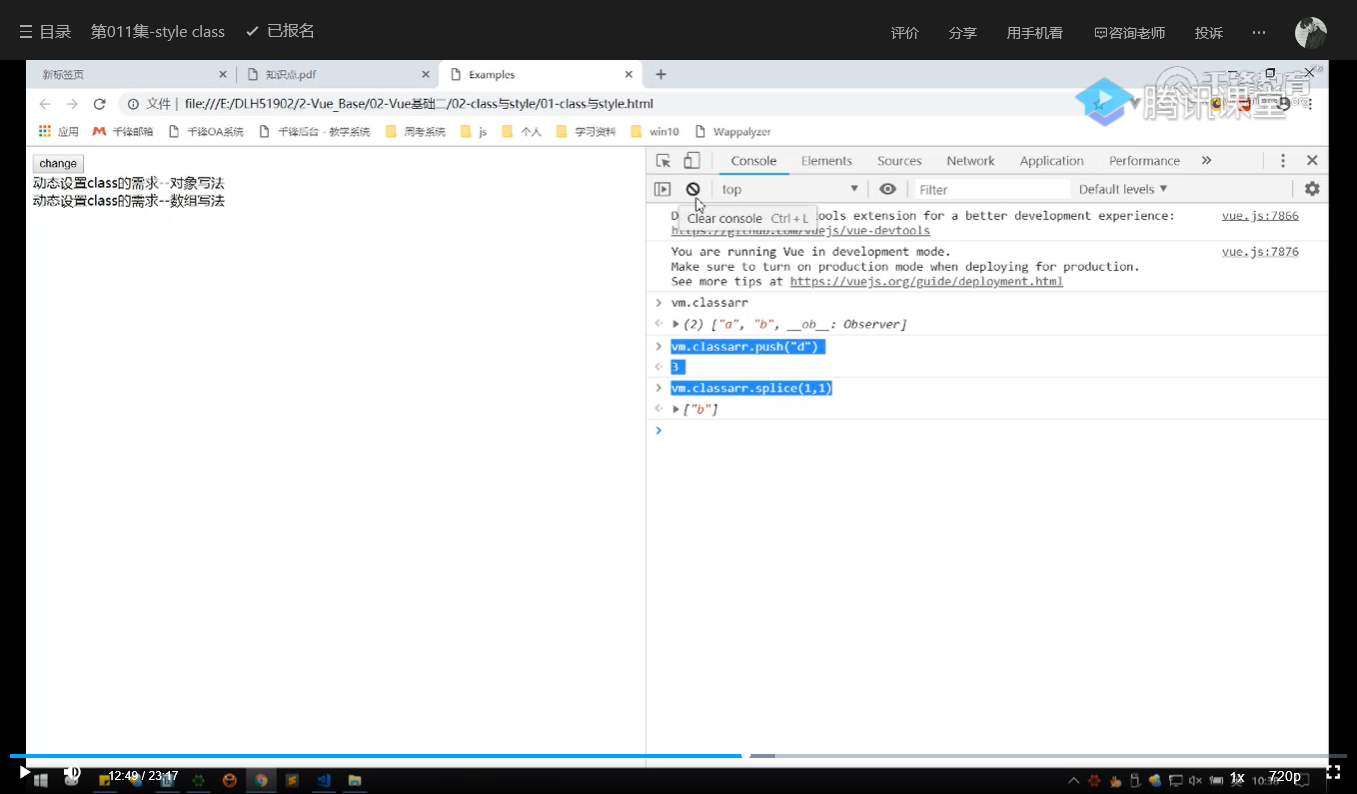 目录 第011集-style class 已报名 评价 分享 用手机看 咨询老师 投诉 ...
新标签页 知识点.pdf Examples
文件 | file:///E:/DLH51902/2-Vue_Base/02-Vue基础二/02-class与style/01-class与style.html
腾讯课堂
应用 千锋邮箱 千锋OA系统 千锋后台 - 教学系统 周考系统 js 个人 学习资料 win10 Wappalyzer
change
动态设置class的需求--对象写法
动态设置class的需求--数组写法
Console Elements Sources Network Application Performance »
top Filter Default levels
Clear console Ctrl+L
D ools extension for a better development experience: vue.js:7866
https://github.com/vuejs/vue-devtools
You are running Vue in development mode. vue.js:7876
Make sure to turn on production mode when deploying for production.
See more tips at https://vuejs.org/guide/deployment.html
> vm.classarr
(2) ["a", "b", __ob__: Observer]
> vm.classarr.push("d")
3
> vm.classarr.splice(1,1)
["b"]
>
12:49 / 23:17 1x 720p